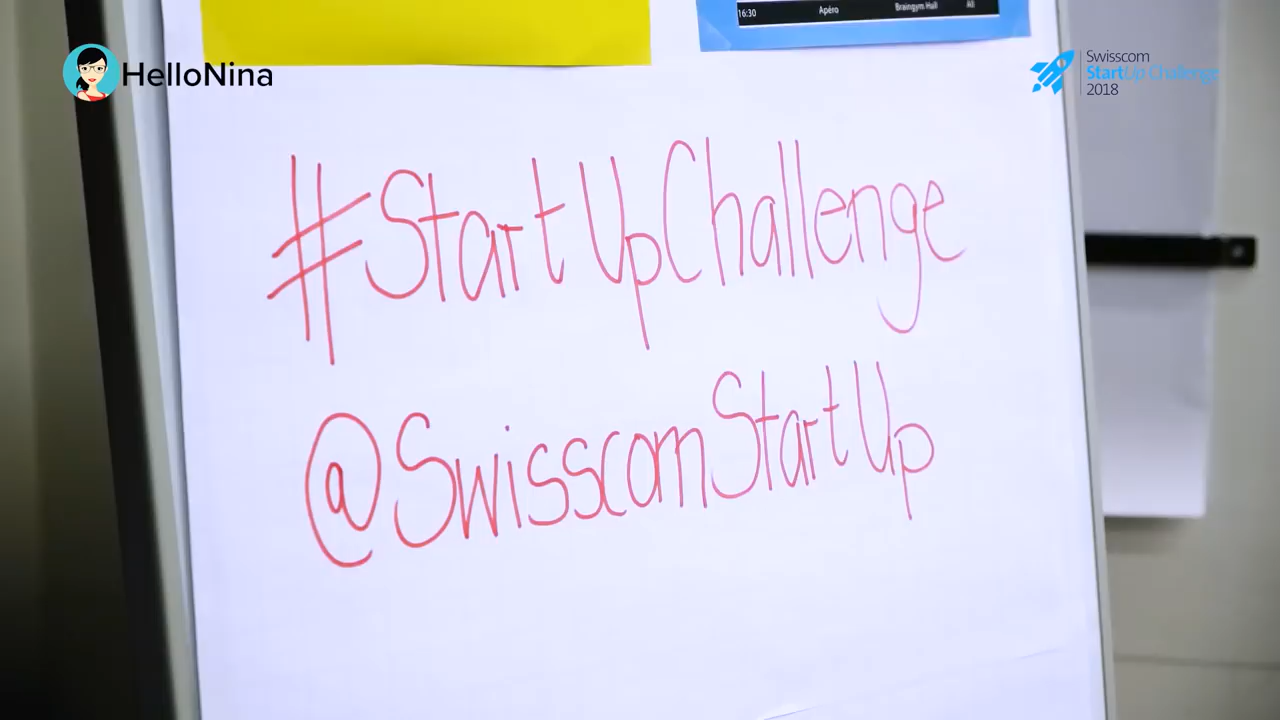 16:30 Apéro Braingym Hall All
HelloNina
Swisscom
StartUp Challenge
2018
#StartUpChallenge
@SwisscomStartUp